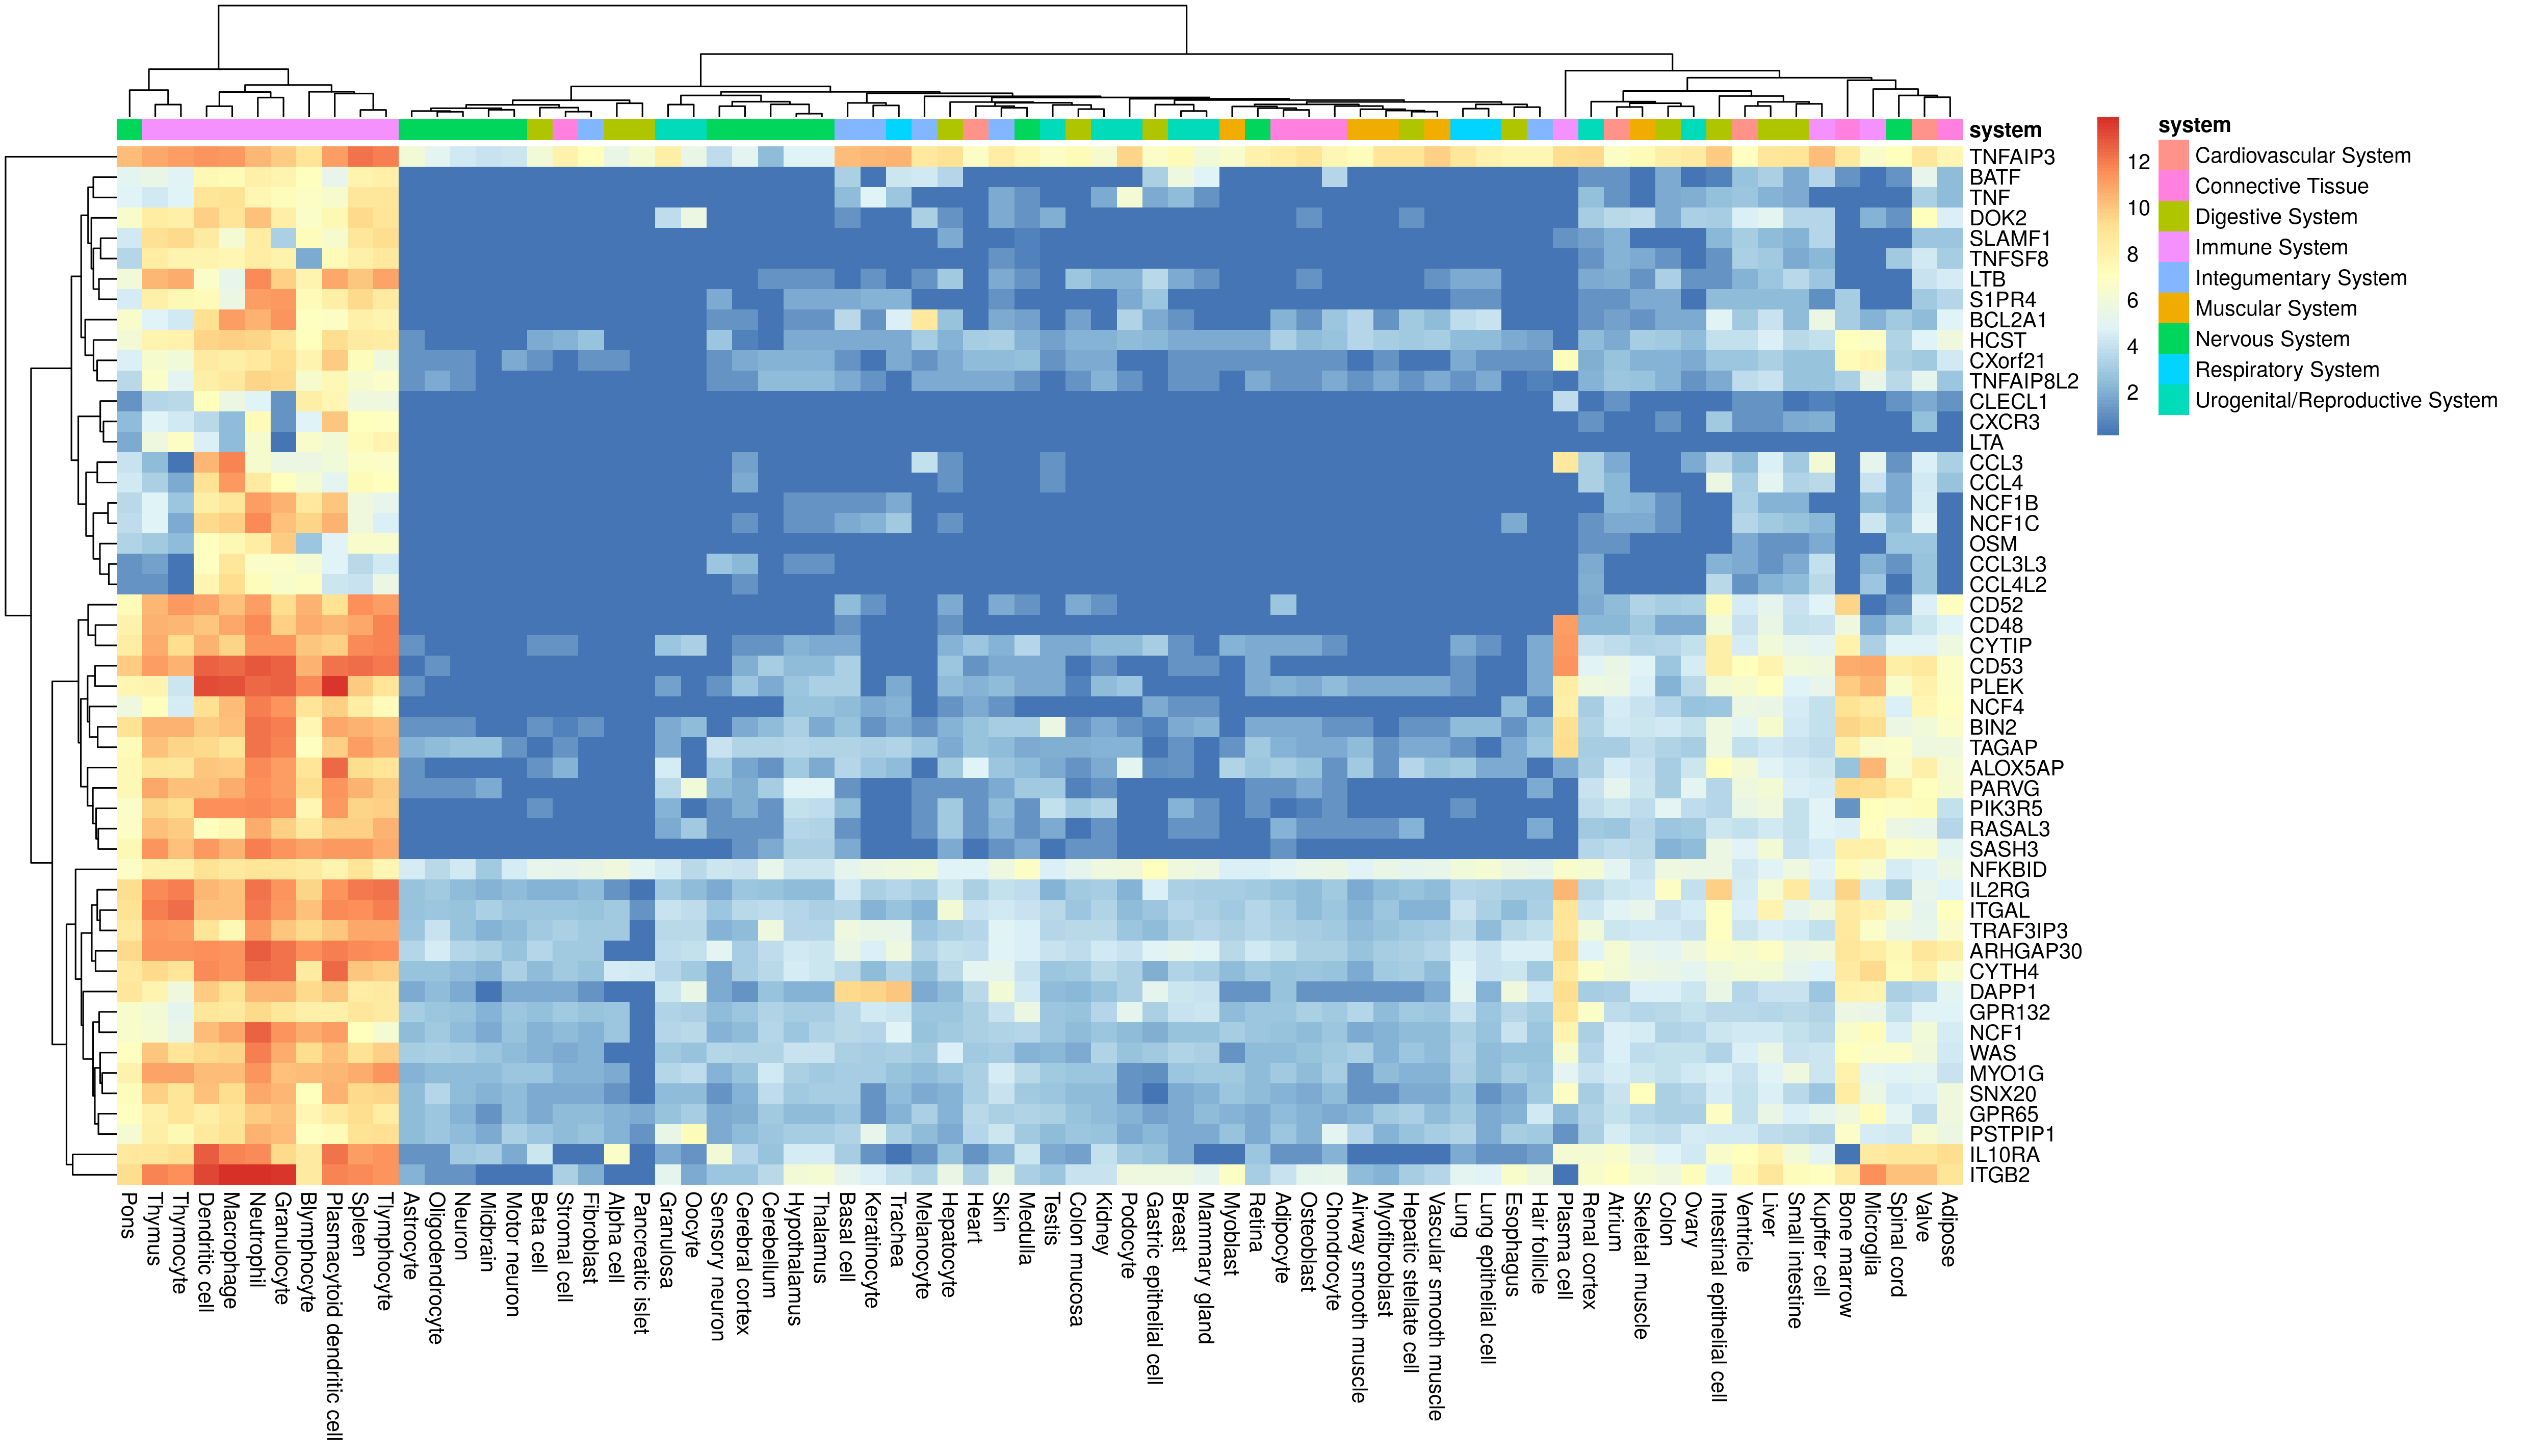 system
TNFAIP3
BATF
TNF
DOK2
SLAMF1
TNFSF8
LTB
S1PR4
BCL2A1
HCST
CXorf21
TNFAIP8L2
CLECL1
CXCR3
LTA
CCL3
CCL4
NCF1B
NCF1C
OSM
CCL3L3
CCL4L2
CD52
CD48
CYTIP
CD53
PLEK
NCF4
BIN2
TAGAP
ALOX5AP
PARVG
PIK3R5
RASAL3
SASH3
NFKBID
IL2RG
ITGAL
TRAF3IP3
ARHGAP30
CYTH4
DAPP1
GPR132
NCF1
WAS
MYO1G
SNX20
GPR65
PSTPIP1
IL10RA
ITGB2
12
10
8
6
4
2
system
Cardiovascular System
Connective Tissue
Digestive System
Immune System
Integumentary System
Muscular System
Nervous System
Respiratory System
Urogenital/Reproductive System
Pons
Thymus
Thymocyte
Dendritic cell
Macrophage
Neutrophil
Granulocyte
Blymphocyte
Plasmacytoid dendritic cell
Spleen
Tlymphocyte
Astrocyte
Oligodendrocyte
Neuron
Midbrain
Motor neuron
Beta cell
Stromal cell
Fibroblast
Alpha cell
Pancreatic islet
Granulosa
Oocyte
Sensory neuron
Cerebral cortex
Cerebellum
Hypothalamus
Thalamus
Basal cell
Keratinocyte
Trachea
Melanocyte
Hepatocyte
Heart
Skin
Medulla
Testis
Colon mucosa
Kidney
Podocyte
Gastric epithelial cell
Breast
Mammary gland
Myoblast
Retina
Adipocyte
Osteoblast
Chondrocyte
Airway smooth muscle
Myofibroblast
Hepatic stellate cell
Vascular smooth muscle
Lung
Lung epithelial cell
Esophagus
Hair follicle
Plasma cell
Renal cortex
Atrium
Skeletal muscle
Colon
Ovary
Intestinal epithelial cell
Ventricle
Liver
Small intestine
Kupffer cell
Bone marrow
Microglia
Spinal cord
Valve
Adipose